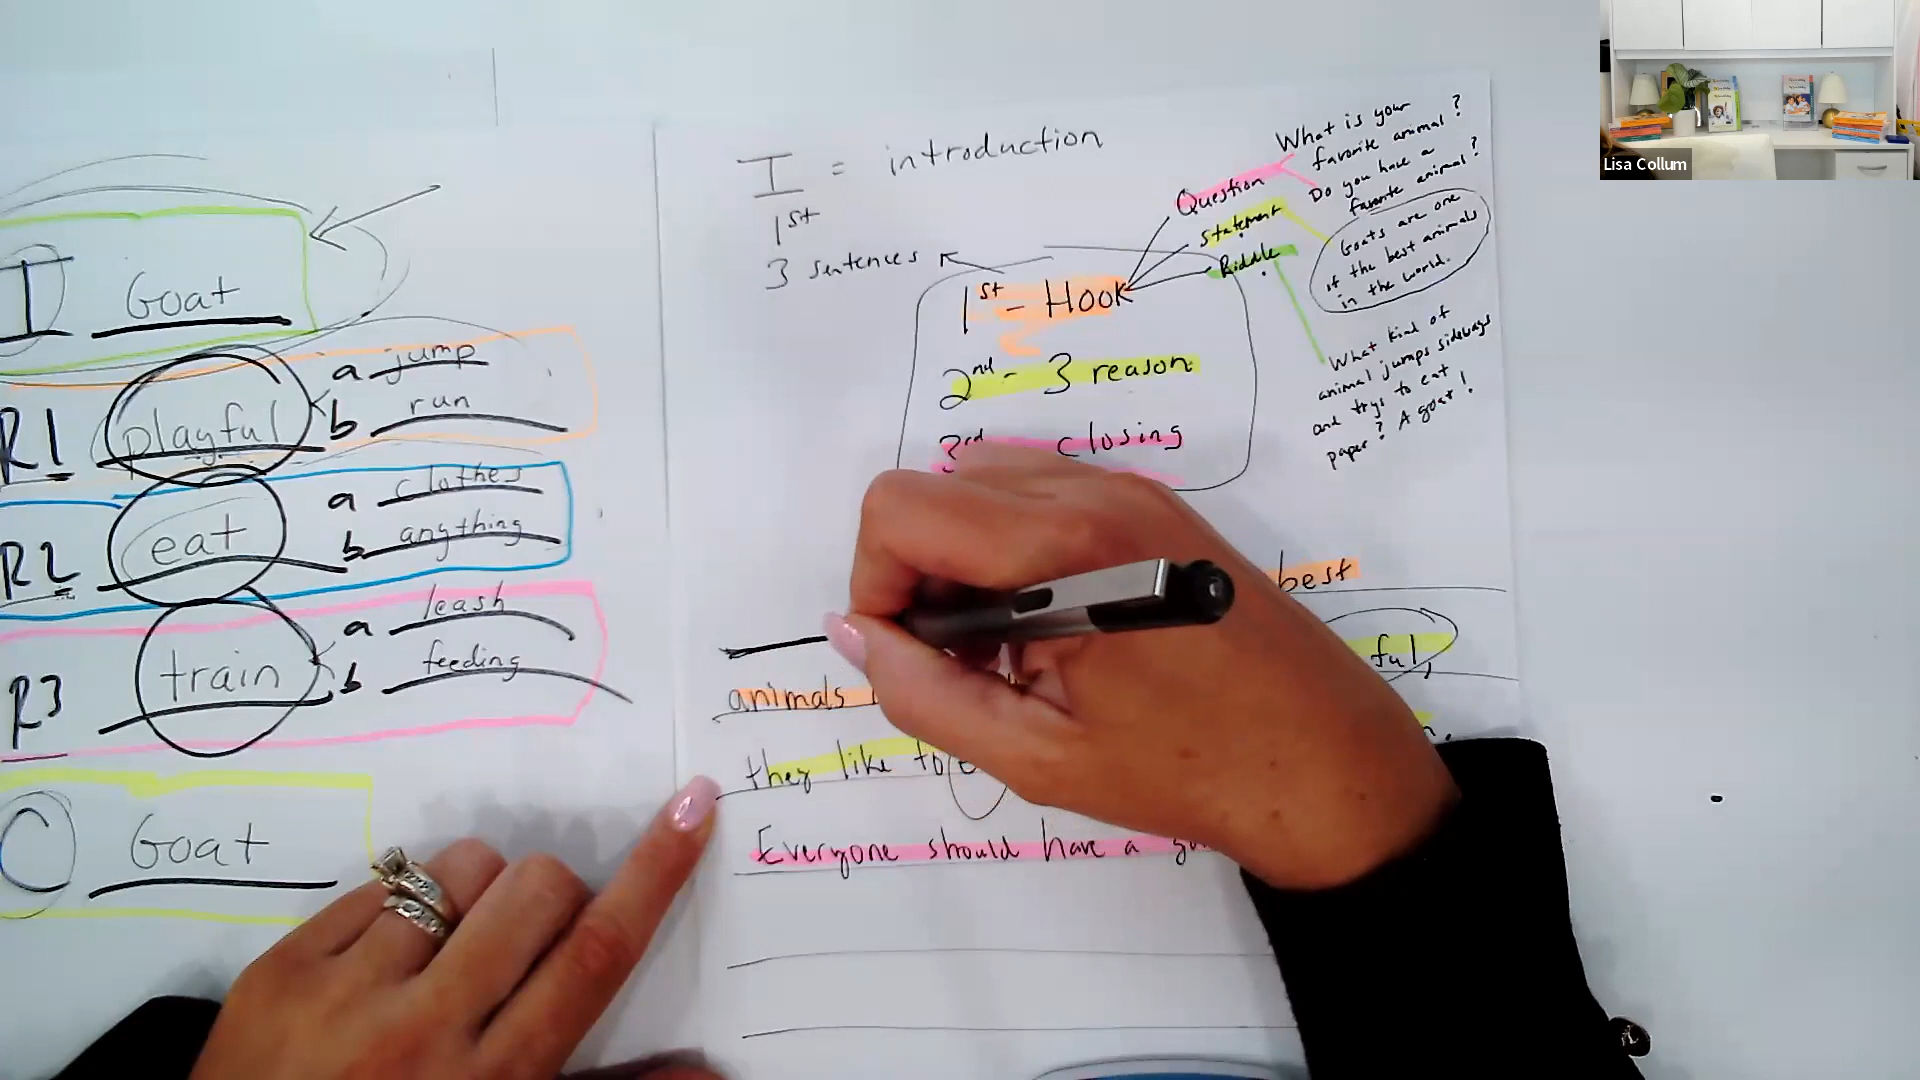 I Goat
R1 playful a jump
b run
R2 eat a clothes
b anything
R3 train a leash
b feeding
C Goat
I = introduction
1st
3 sentences
1st - Hook
2nd - 3 reason
3rd closing
Question
Statement
Riddle
What is your
favorite animal?
Do you have a
favorite animal?
Goats are one
of the best animals
in the world.
What kind of
animal jumps sideways
and trys to eat
paper? A goat!
best
animals
ful,
they like to
Everyone should have a
Lisa Collum